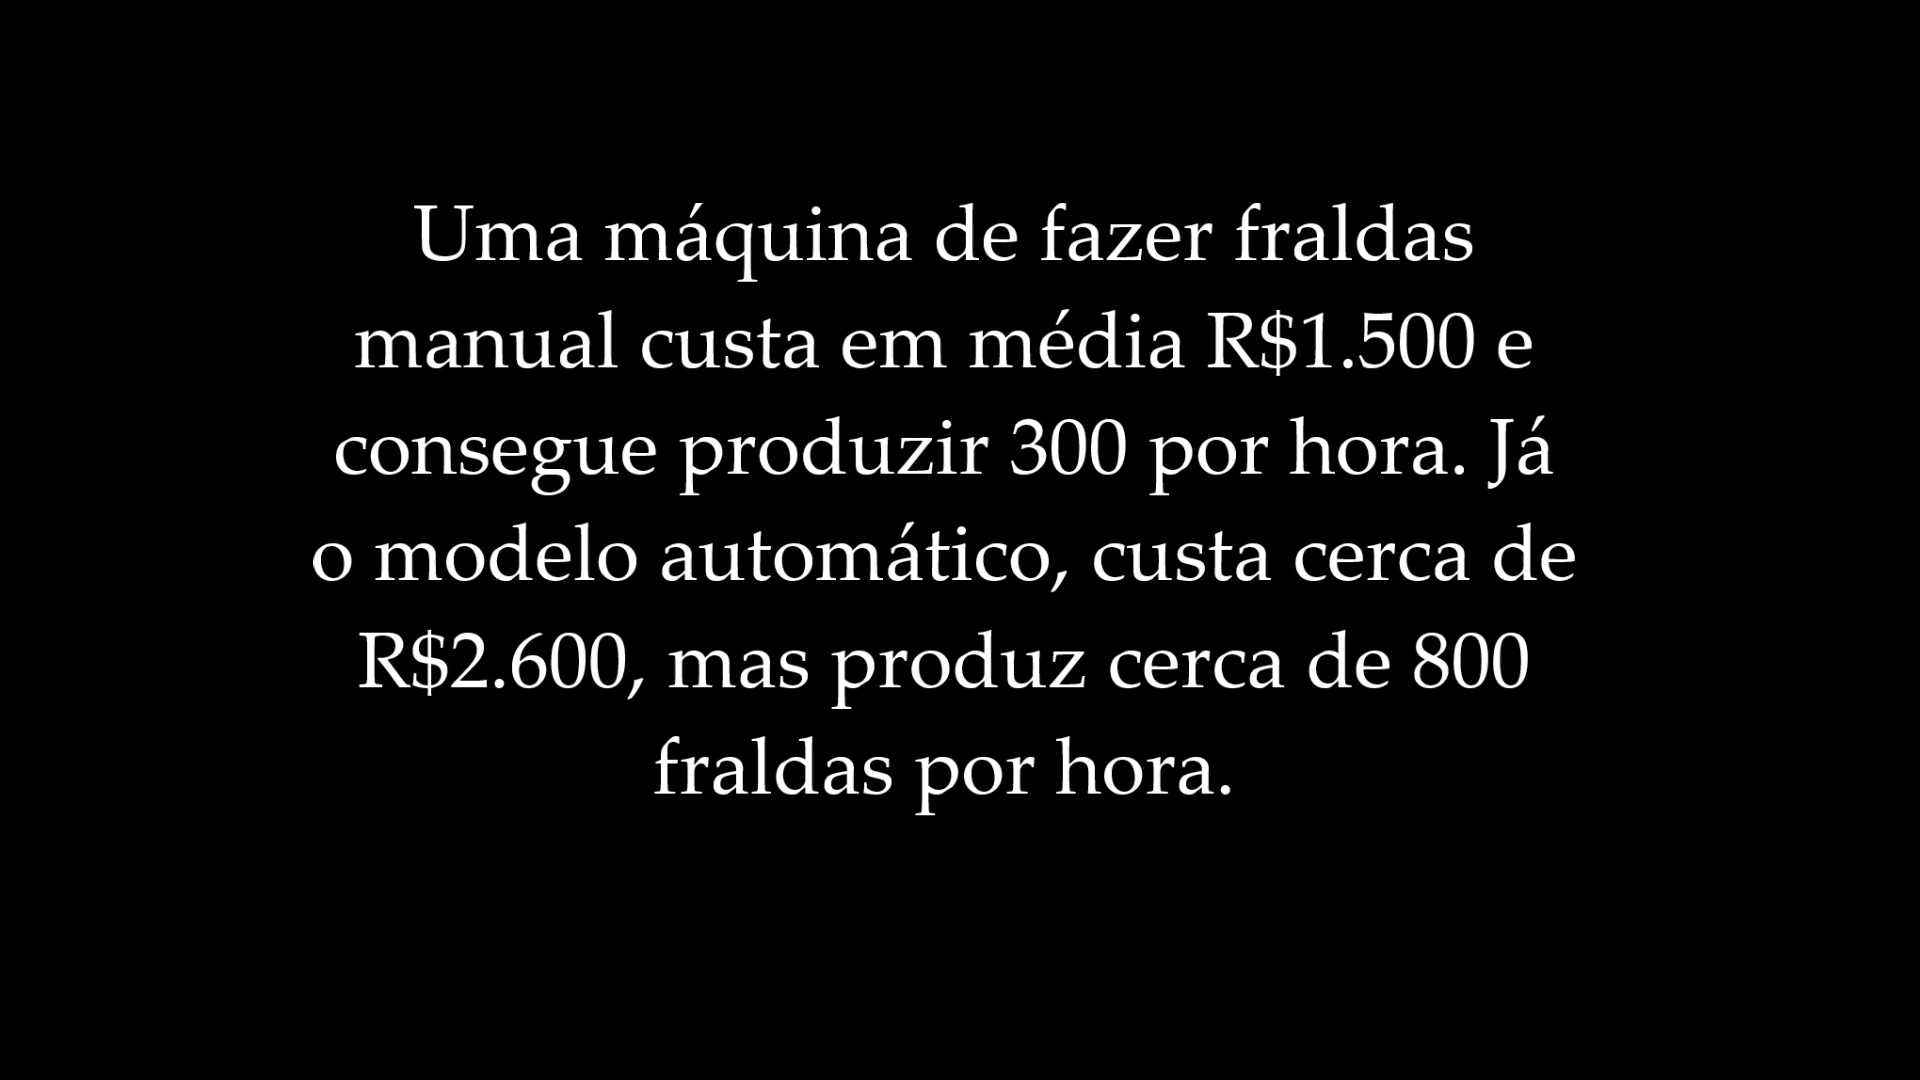 Uma máquina de fazer fraldas
manual custa em média R$1.500 e
consegue produzir 300 por hora. Já
o modelo automático, custa cerca de
R$2.600, mas produz cerca de 800
fraldas por hora.